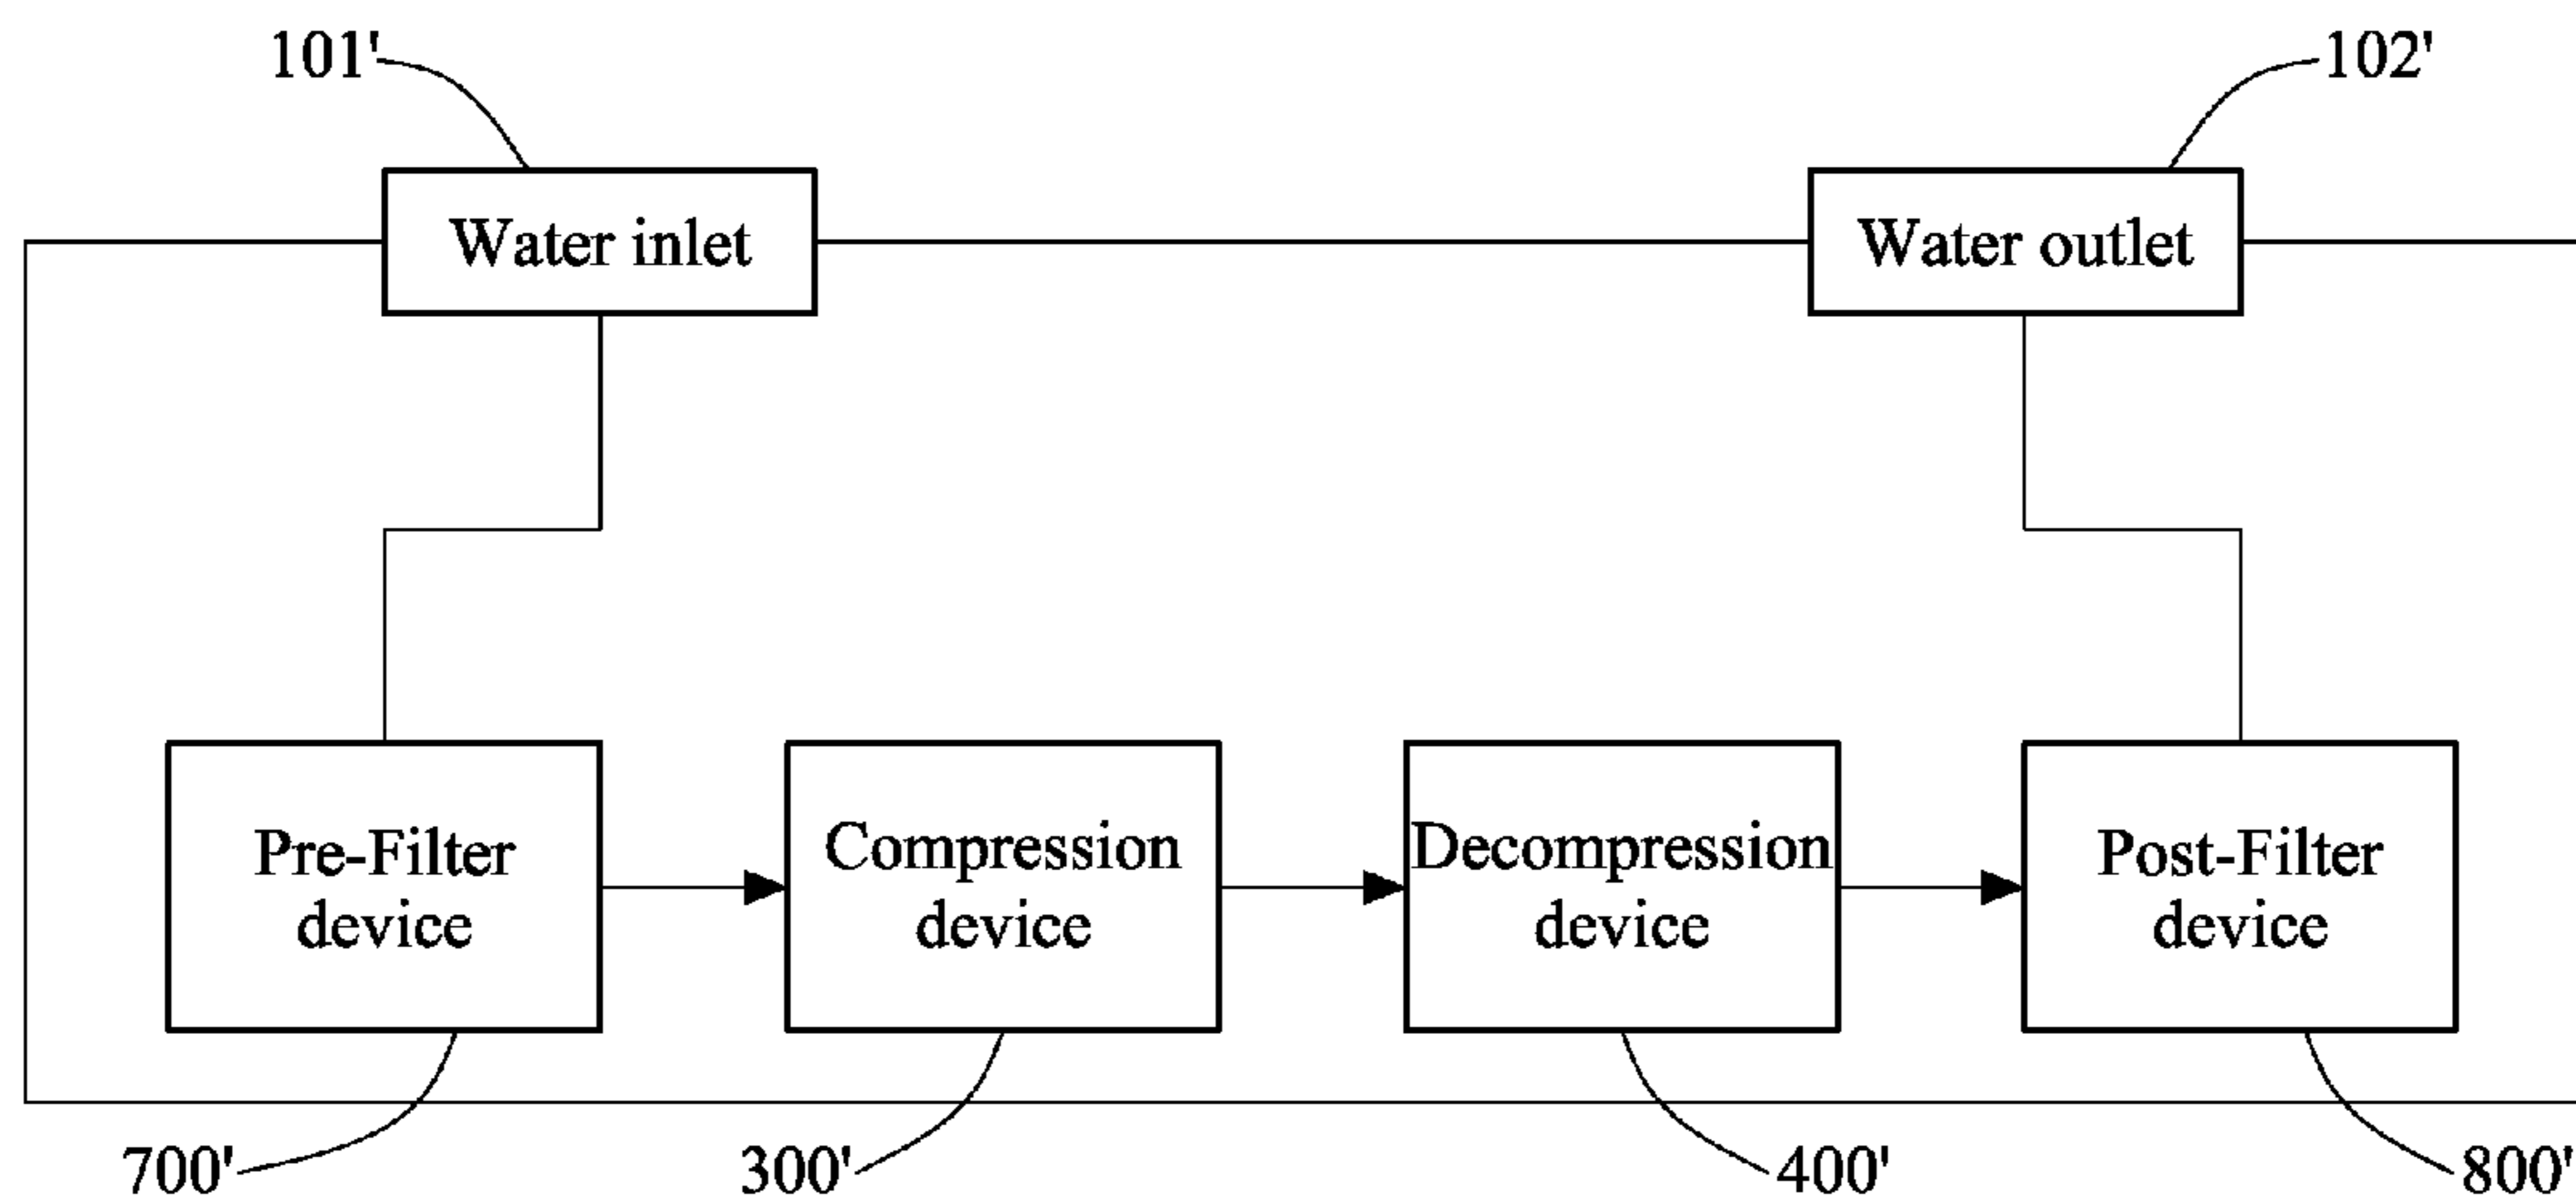 101'
102'
Water inlet
Water outlet
Pre-Filter
device
Compression
device
Decompression
device
Post-Filter
device
700'
300'
400'
800'